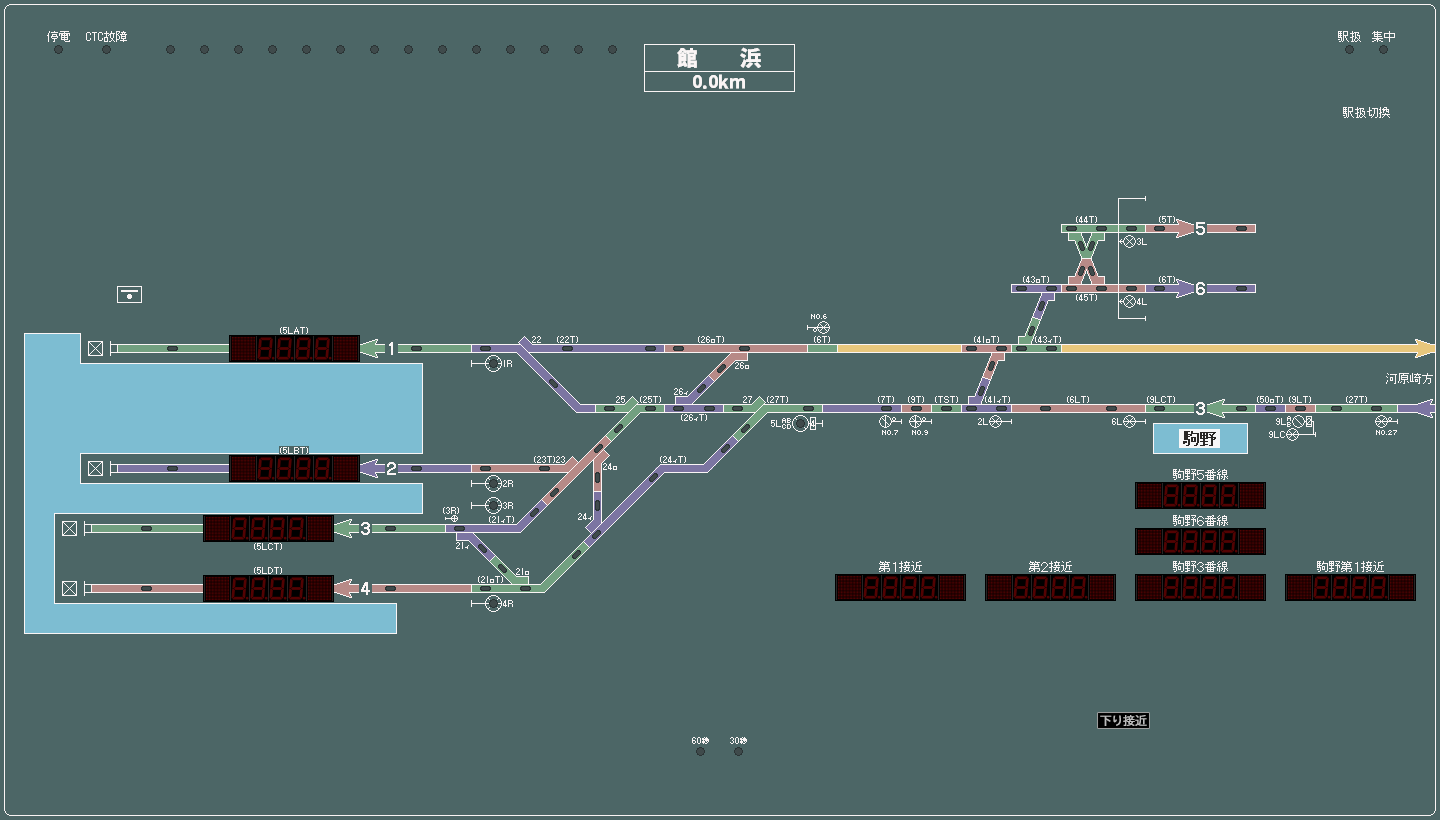 停電 CTC故障
館 浜
0.0km
駅扱 集中
駅扱切換
(44T) (5T) 5
3L
(43ロT) (6T) 6
(45T) 4L
(5LAT) 1
22 (22T) (26ロT) NO.6 (6T) (41ロT) (43イT)
1R 26ロ
河原崎方
26イ
25 (25T) (26イT) 27 (27T) (7T) (9T) (TST) (41イT) (6LT) (9LCT) 3 (50ロT) (9LT) (27T)
NO.7 NO.9 2L 6L 9LC NO.27
駒野
(5LBT) 2
(23T) 23 24ロ (24イT)
2R
3R
(3R) (21イT) 24イ
3
(5LCT) 21イ
(5LDT) 4
(21ロT) 21ロ
4R
駒野5番線
駒野6番線
第1接近 第2接近 駒野3番線 駒野第1接近
下り接近
60秒 30秒